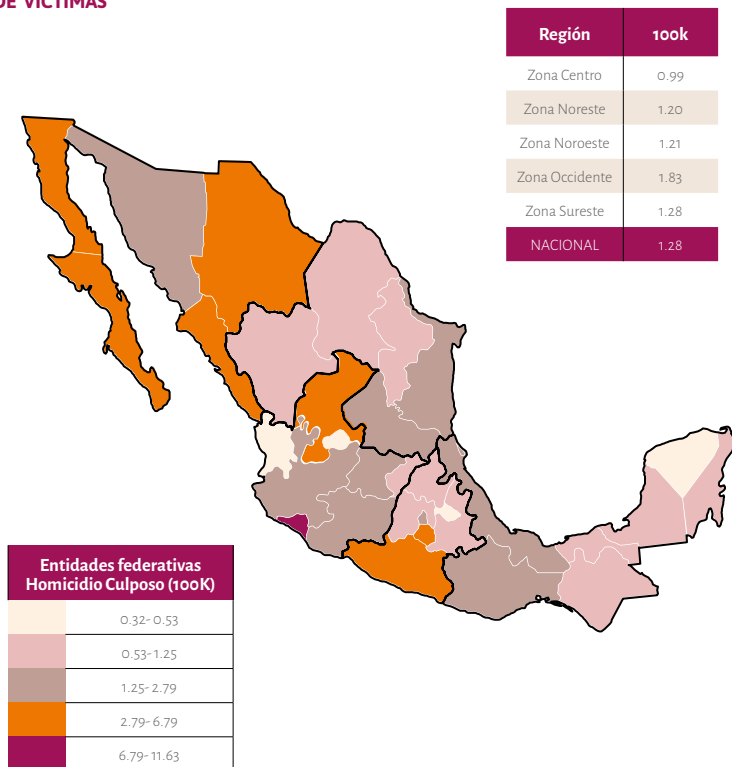 DE VÍCTIMAS
Región 100k
Zona Centro 0.99
Zona Noreste 1.20
Zona Noroeste 1.21
Zona Occidente 1.83
Zona Sureste 1.28
NACIONAL 1.28
Entidades federativas
Homicidio Culposo (100K)
0.32-0.53
0.53-1.25
1.25-2.79
2.79-6.79
6.79-11.63